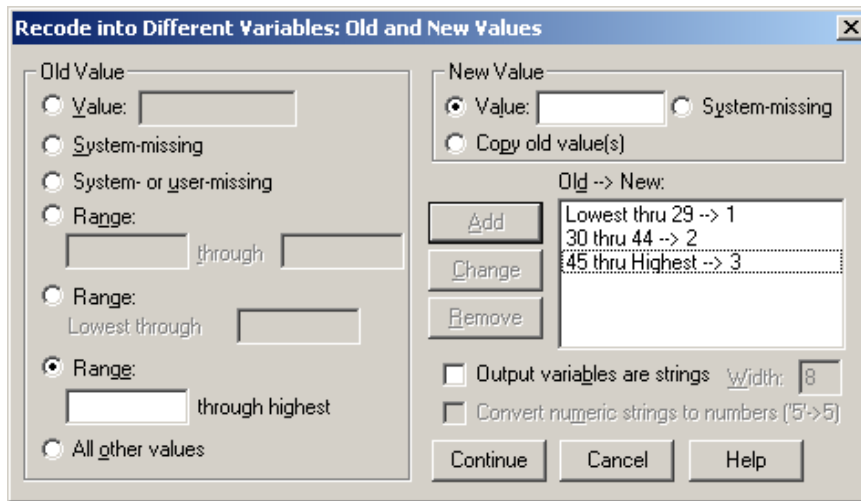 Recode into Different Variables: Old and New Values
Old Value
Value:
System-missing
System- or user-missing
Range:
through
Range:
Lowest through
Range:
through highest
All other values
New Value
Value:
System-missing
Copy old value(s)
Old --> New:
Add
Change
Remove
Lowest thru 29 --> 1
30 thru 44 --> 2
45 thru Highest --> 3
Output variables are strings Width: 8
Convert numeric strings to numbers ('5'->5)
Continue Cancel Help